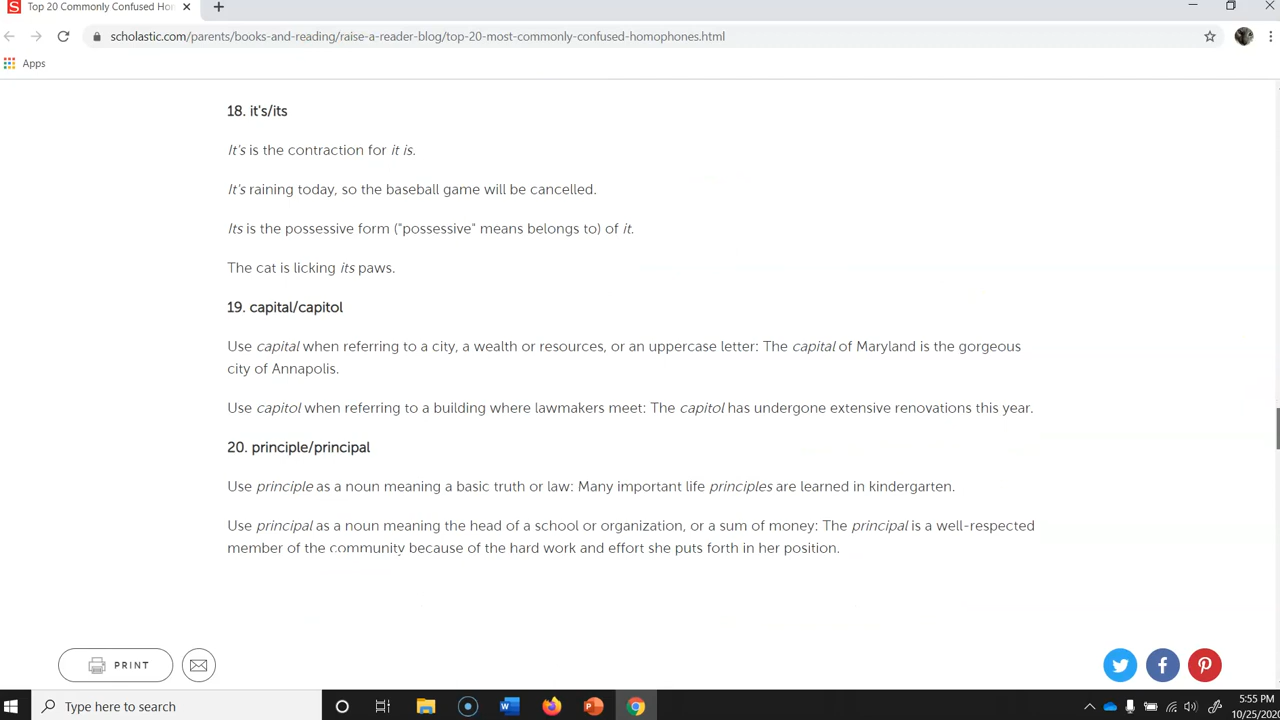 Top 20 Commonly Confused Ho
scholastic.com/parents/books-and-reading/raise-a-reader-blog/top-20-most-commonly-confused-homophones.html
Apps
18. it's/its
It's is the contraction for it is.
It's raining today, so the baseball game will be cancelled.
Its is the possessive form ("possessive" means belongs to) of it.
The cat is licking its paws.
19. capital/capitol
Use capital when referring to a city, a wealth or resources, or an uppercase letter: The capital of Maryland is the gorgeous
city of Annapolis.
Use capitol when referring to a building where lawmakers meet: The capitol has undergone extensive renovations this year.
20. principle/principal
Use principle as a noun meaning a basic truth or law: Many important life principles are learned in kindergarten.
Use principal as a noun meaning the head of a school or organization, or a sum of money: The principal is a well-respected
member of the community because of the hard work and effort she puts forth in her position.
PRINT
Type here to search
5:55 PM
10/25/202